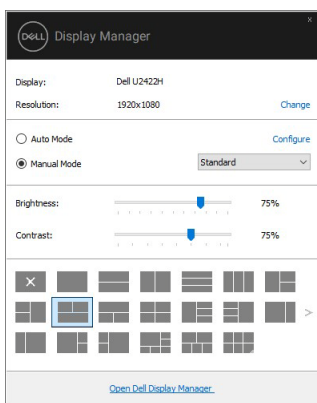 DELL Display Manager
Display: Dell U2422H
Resolution: 1920x1080 Change
Auto Mode Configure
Manual Mode Standard
Brightness: 75%
Contrast: 75%
Open Dell Display Manager